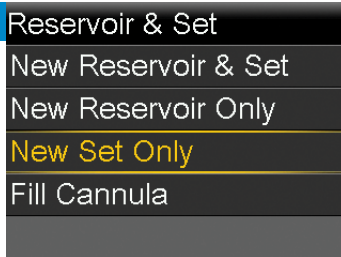 Reservoir & Set
New Reservoir & Set
New Reservoir Only
New Set Only
Fill Cannula